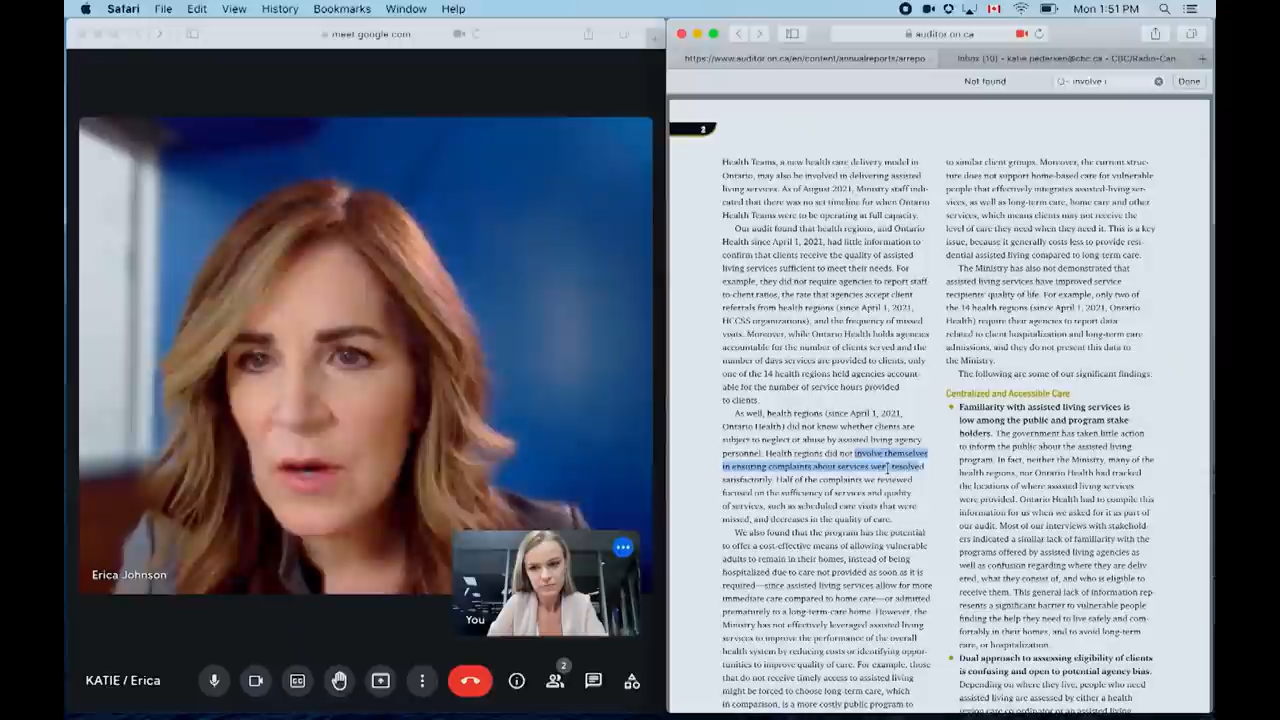 Safari File Edit View History Bookmarks Window Help
Mon 1:51 PM
meet.google.com
auditor.on.ca
https://www.auditor.on.ca/en/content/annualreports/arrepo
Inbox (10) - katie.pedersen@cbc.ca - CBC/Radio-Can
Not found
involve
Done
2
Health Teams, a new health care delivery model in
Ontario, may also be involved in delivering assisted
living services. As of August 2021, Ministry staff indi-
cated that there was no set timeline for when Ontario
Health Teams were to be operating at full capacity.
Our audit found that health regions, and Ontario
Health since April 1, 2021, had little information to
confirm that clients receive the quality of assisted
living services sufficient to meet their needs. For
example, they did not require agencies to report staff-
to-client ratios, the rate that agencies accept client
referrals from health regions (since April 1, 2021,
HCCSS organizations), and the frequency of missed
visits. Moreover, while Ontario Health holds agencies
accountable for the number of clients served and the
number of days services are provided to clients, only
one of the 14 health regions held agencies account-
able for the number of service hours provided
to clients.
As well, health regions (since April 1, 2021,
Ontario Health) did not know whether clients are
subject to neglect or abuse by assisted living agency
personnel. Health regions did not involve themselves
in ensuring complaints about services were resolved
satisfactorily. Half of the complaints we reviewed
focused on the sufficiency of services and quality
of services, such as scheduled care visits that were
missed, and decreases in the quality of care.
We also found that the program has the potential
to offer a cost-effective means of allowing vulnerable
adults to remain in their homes, instead of being
hospitalized due to care not provided as soon as it is
required—since assisted living services allow for more
immediate care compared to home care—or admitted
prematurely to a long-term-care home. However, the
Ministry has not effectively leveraged assisted living
services to improve the performance of the overall
health system by reducing costs or identifying oppor-
tunities to improve quality of care. For example, those
that do not receive timely access to assisted living
might be forced to choose long-term care, which
in comparison, is a more costly public program to
to similar client groups. Moreover, the current struc-
ture does not support home-based care for vulnerable
people that effectively integrates assisted-living ser-
vices, as well as long-term care, home care and other
services, which means clients may not receive the
level of care they need when they need it. This is a key
issue, because it generally costs less to provide resi-
dential assisted living compared to long-term care.
The Ministry has also not demonstrated that
assisted living services have improved service
recipients' quality of life. For example, only two of
the 14 health regions (since April 1, 2021, Ontario
Health) require their agencies to report data
related to client hospitalization and long-term care
admissions, and they do not present this data to
the Ministry.
The following are some of our significant findings:
Centralized and Accessible Care
• Familiarity with assisted living services is
low among the public and program stake-
holders. The government has taken little action
to inform the public about the assisted living
program. In fact, neither the Ministry, many of the
health regions, nor Ontario Health had tracked
the locations of where assisted living services
were provided. Ontario Health had to compile this
information for us when we asked for it as part of
our audit. Most of our interviews with stakehold-
ers indicated a similar lack of familiarity with the
programs offered by assisted living agencies as
well as confusion regarding where they are deliv-
ered, what they consist of, and who is eligible to
receive them. This general lack of information rep-
resents a significant barrier to vulnerable people
finding the help they need to live safely and com-
fortably in their homes, and to avoid long-term
care, or hospitalization.
• Dual approach to assessing eligibility of clients
is confusing and open to potential agency bias.
Depending on where they live, people who need
assisted living are assessed by either a health
region care co-ordinator or an assisted living
Erica Johnson
You
KATIE / Erica
2